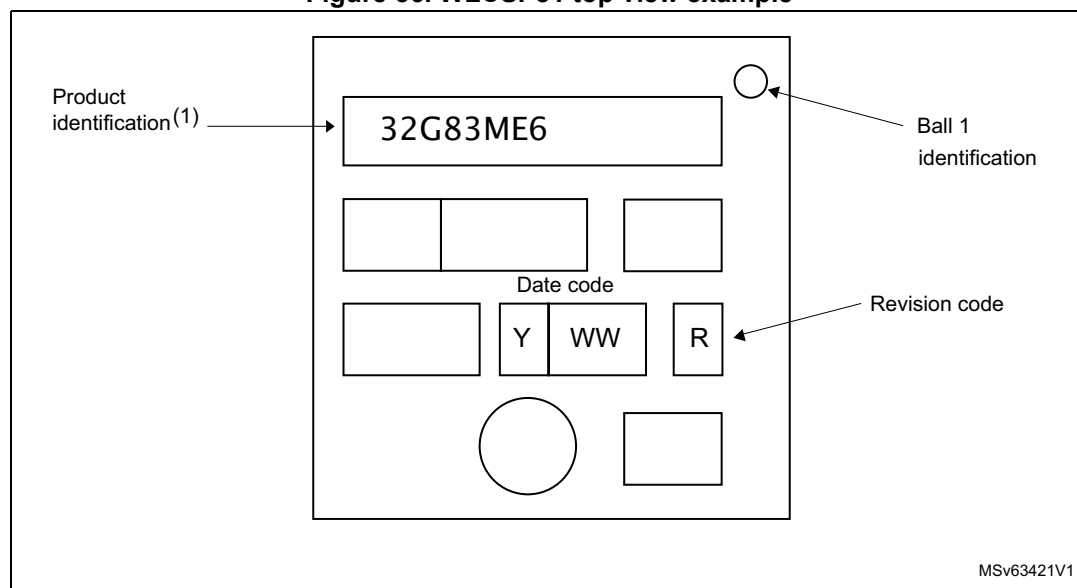 Product
identification(1)
32G83ME6
Ball 1
identification
Date code
Revision code
Y WW R
MSv63421V1